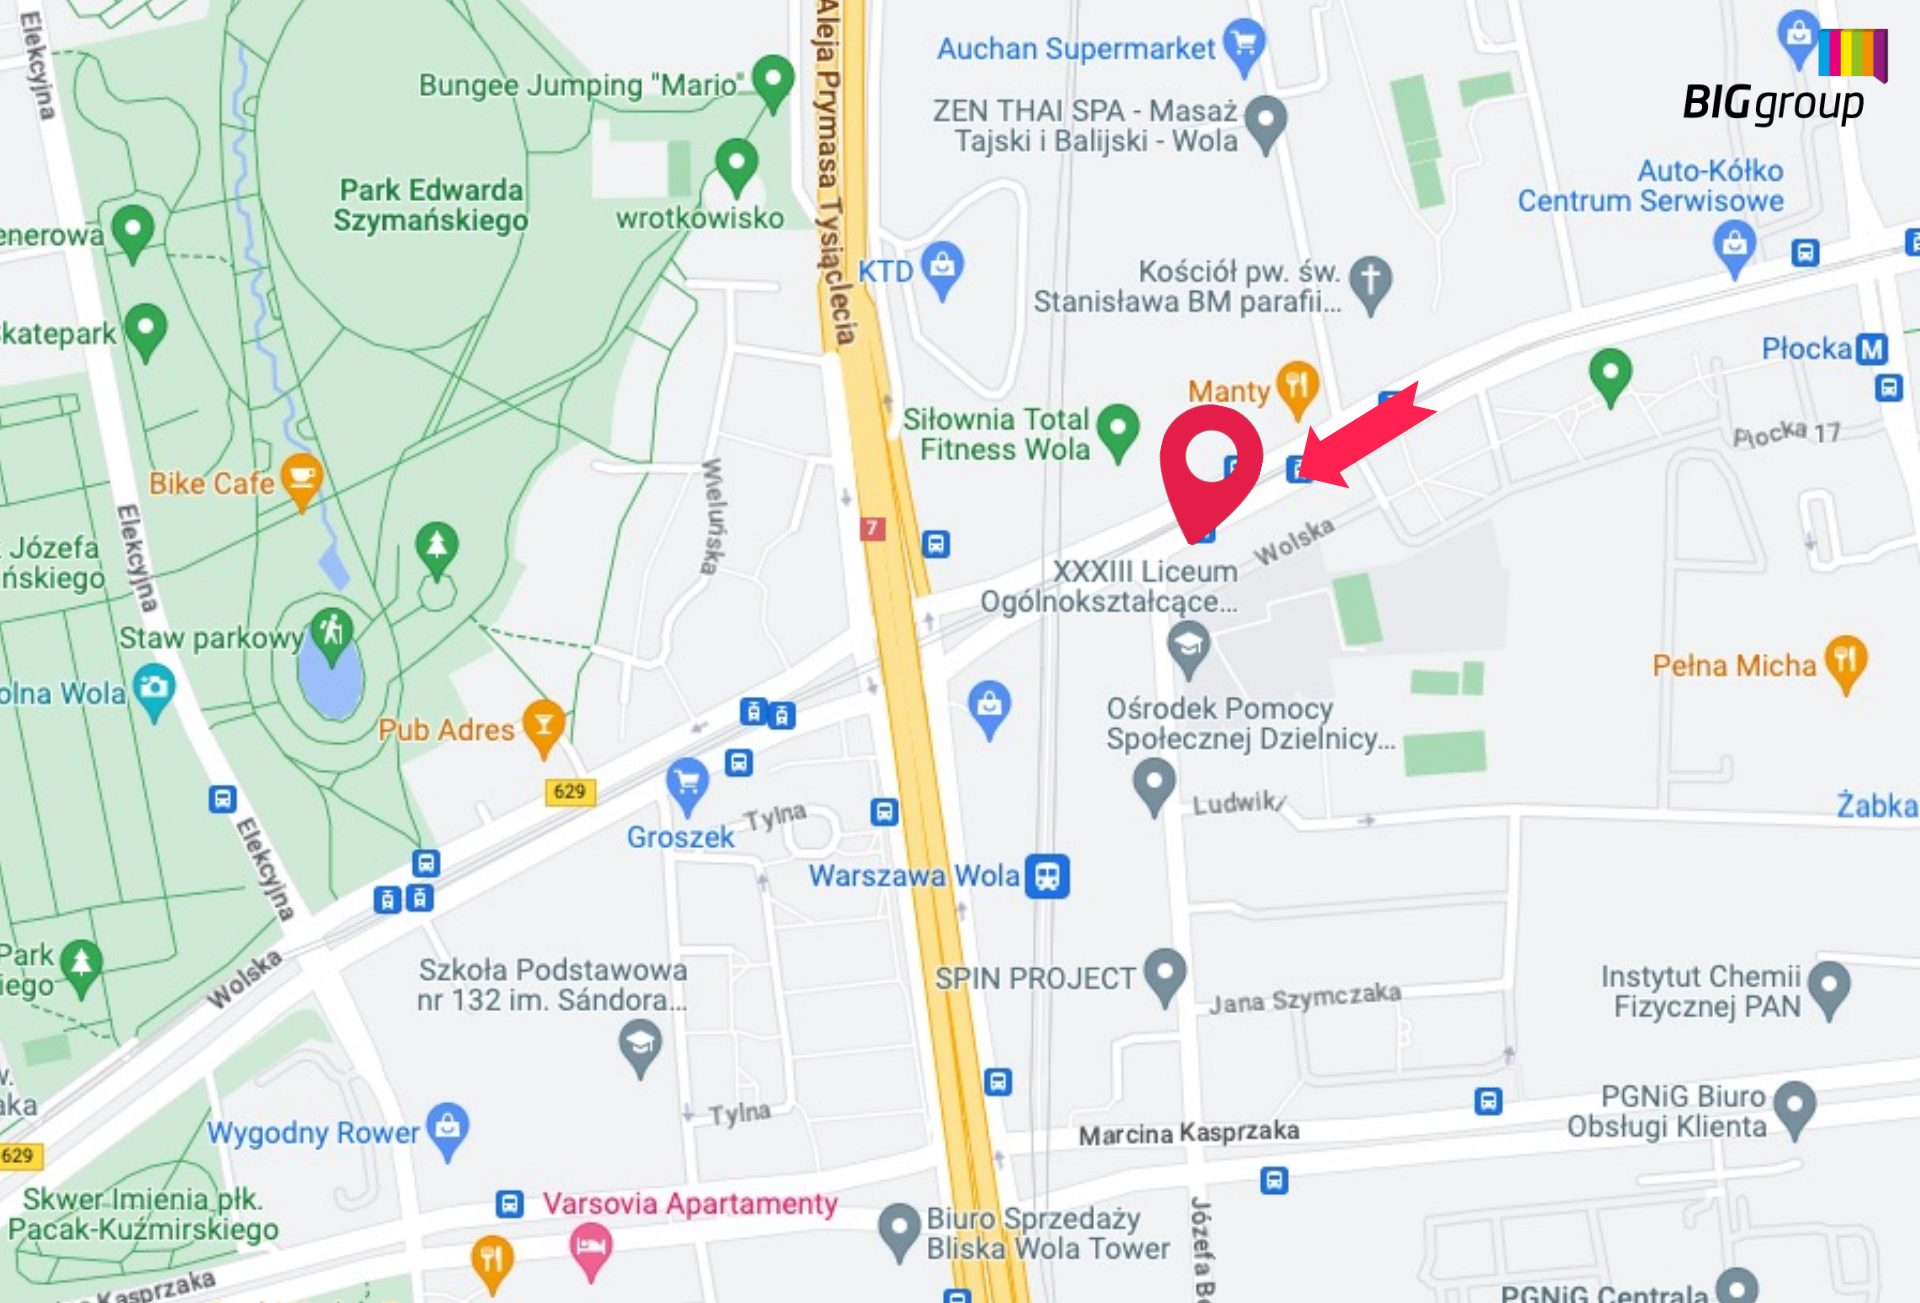 Elekcyjna
Aleja Prymasa Tysiąclecia
Auchan Supermarket
BIGgroup
Bungee Jumping "Mario"
ZEN THAI SPA - Masaż
Tajski i Balijski - Wola
Park Edwarda
Szymańskiego
wrotkowisko
Auto-Kółko
Centrum Serwisowe
enerowa
KTD
Kościół pw. św.
Stanisława BM parafii...
katepark
Płocka M
Manty
Siłownia Total
Fitness Wola
Płocka 17
Bike Cafe
Wieluńska
Elekcyjna
7
Wolska
Józefa
ńskiego
XXXIII Liceum
Ogólnokształcące...
Staw parkowy
olna Wola
Pełna Micha
Pub Adres
Ośrodek Pomocy
Społecznej Dzielnicy...
629
Groszek
Tylna
Ludwik
Żabka
Elekcyjna
Warszawa Wola
Park
iego
Wolska
Szkoła Podstawowa
nr 132 im. Sándora...
SPIN PROJECT
Jana Szymczaka
Instytut Chemii
Fizycznej PAN
w.
aka
629
Wygodny Rower
Tylna
Marcina Kasprzaka
PGNiG Biuro
Obsługi Klienta
Skwer Imienia płk.
Pacak-Kuźmirskiego
Varsovia Apartamenty
Biuro Sprzedaży
Bliska Wola Tower
Józefa Be
Kasprzaka
PGNiG Centrala